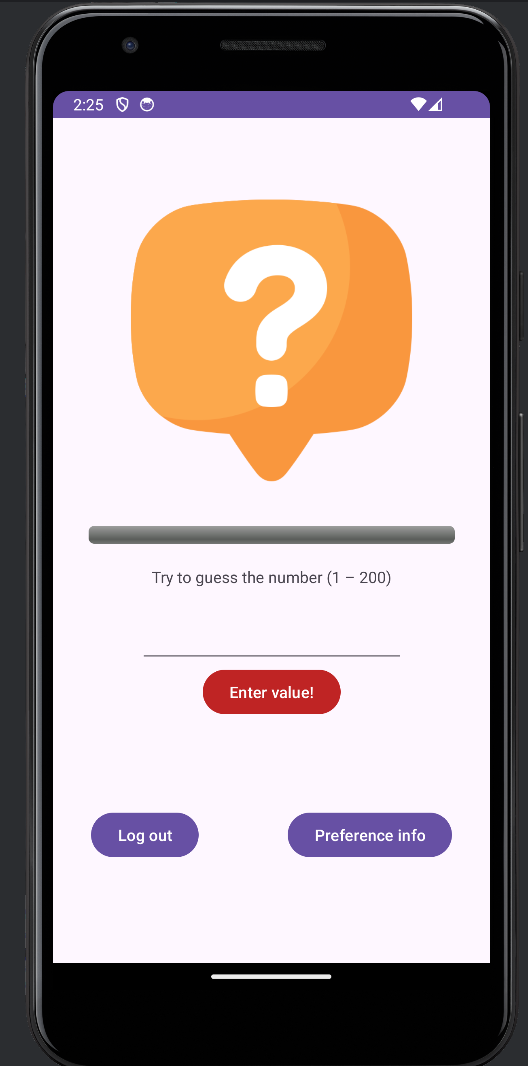 2:25
?
Try to guess the number (1 – 200)
Enter value!
Log out
Preference info